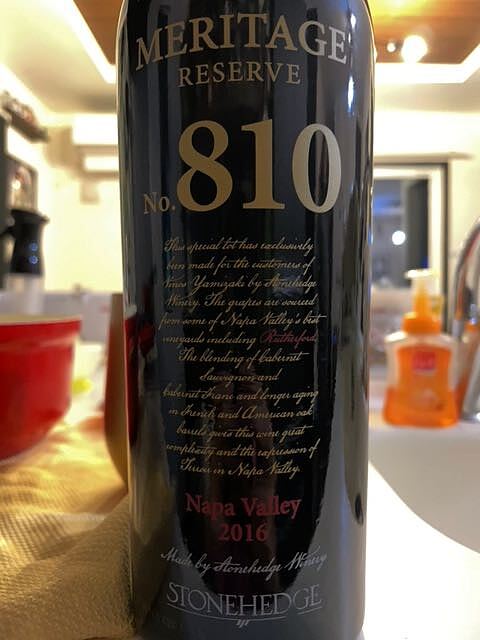 MERITAGE
RESERVE
No. 810
This special lot has exclusively
been made for the customers of
Vinos Yamazaki by Stonehedge
Winery. The grapes are sourced
from some of Napa Valley's best
vineyards including Rutherford.
The blending of Cabernet
Sauvignon and
Cabernet Franc and longer aging
in French and American oak
barrels gives this wine great
complexity and the expression of
Terroir in Napa Valley.
Napa Valley
2016
Made by Stonehedge Winery
STONEHEDGE